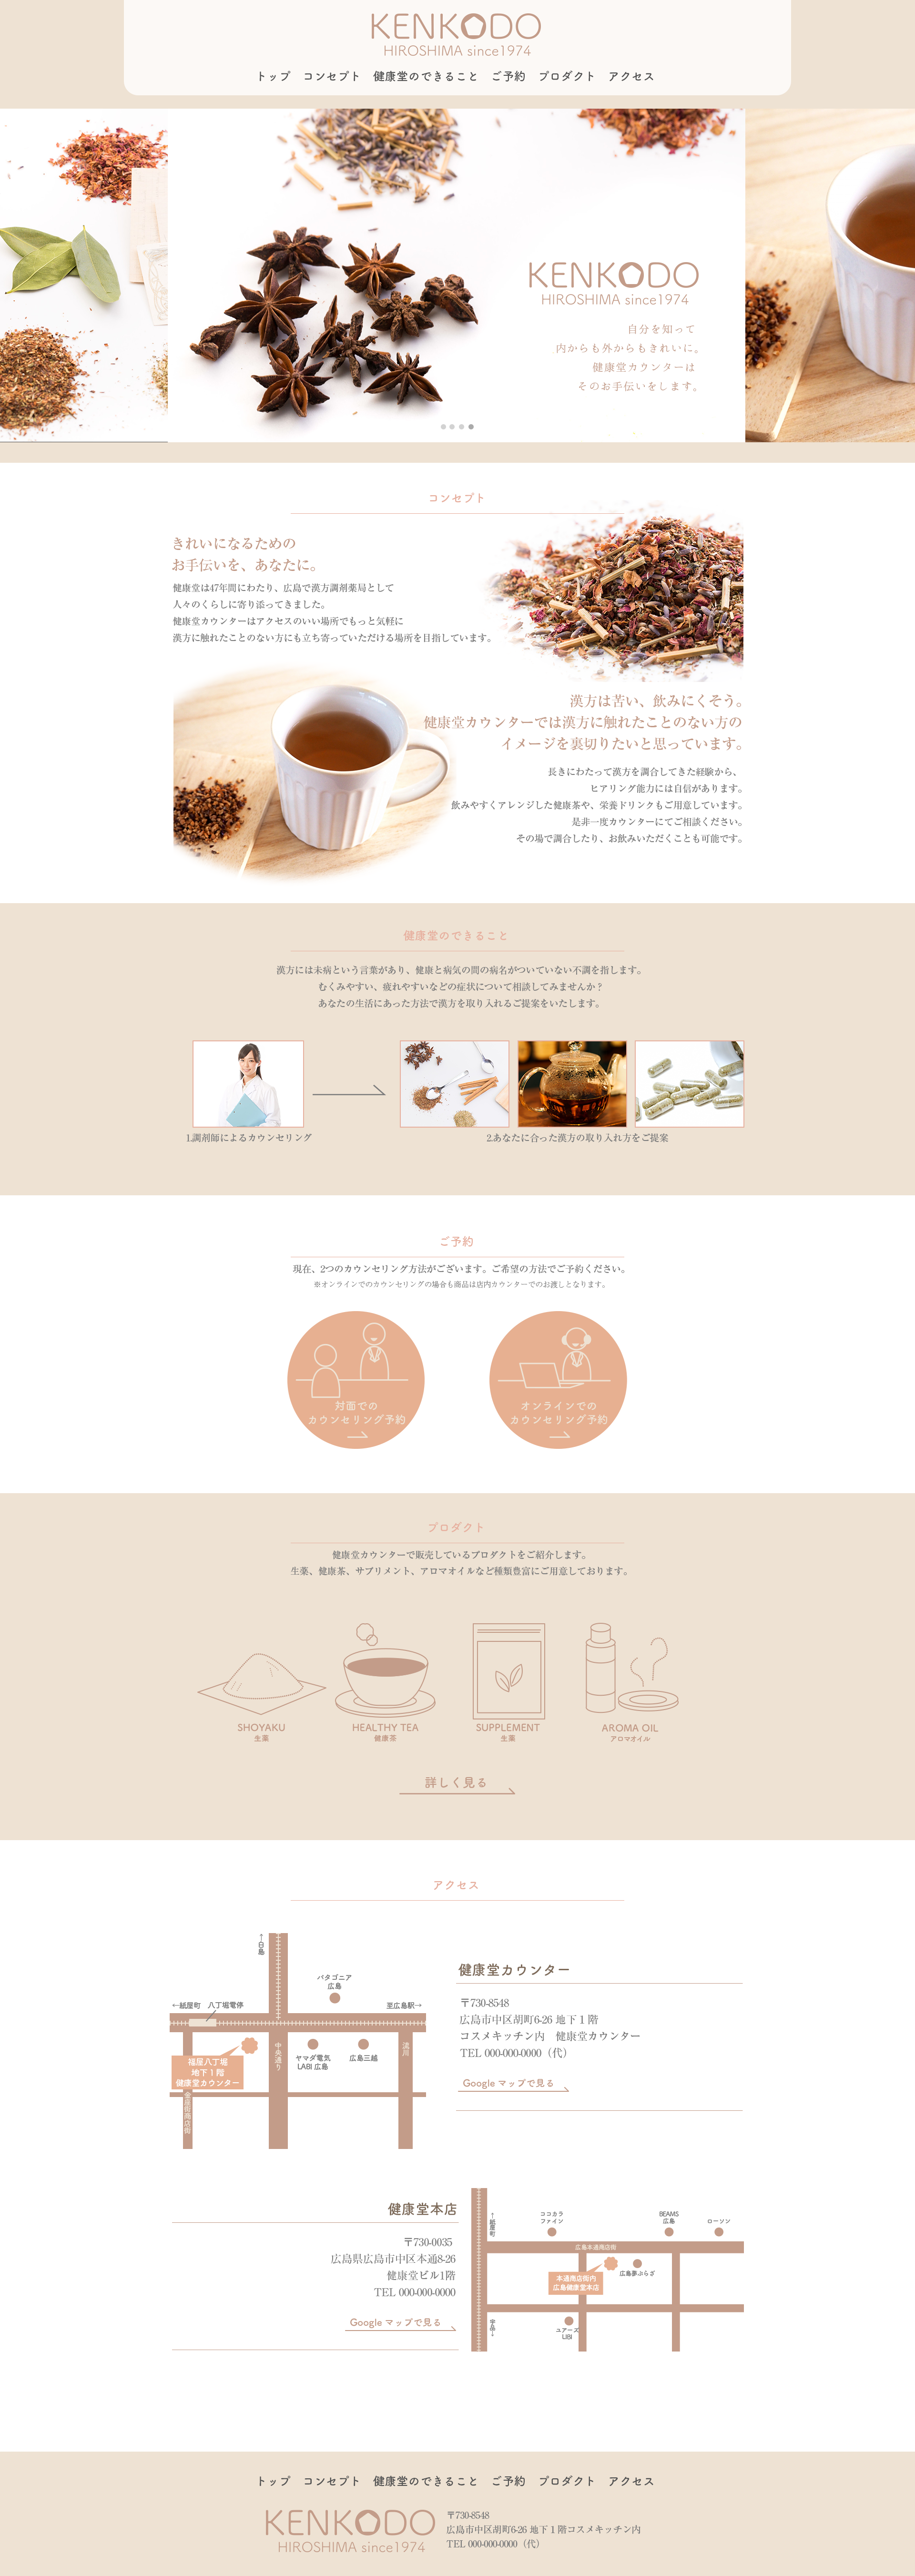 KENKODO
HIROSHIMA since1974
トップ コンセプト 健康堂のできること ご予約 プロダクト アクセス
KENKODO
HIROSHIMA since1974
自分を知って
内からも外からもきれいに。
健康堂カウンターは
そのお手伝いをします。
コンセプト
きれいになるための
お手伝いを、あなたに。
健康堂は47年間にわたり、広島で漢方調剤薬局として
人々のくらしに寄り添ってきました。
健康堂カウンターはアクセスのいい場所でもっと気軽に
漢方に触れたことのない方にも立ち寄っていただける場所を目指しています。
漢方は苦い、飲みにくそう。
健康堂カウンターでは漢方に触れたことのない方の
イメージを裏切りたいと思っています。
長きにわたって漢方を調合してきた経験から、
ヒアリング能力には自信があります。
飲みやすくアレンジした健康茶や、栄養ドリンクもご用意しています。
是非一度カウンターにてご相談ください。
その場で調合したり、お飲みいただくことも可能です。
健康堂のできること
漢方には未病という言葉があり、健康と病気の間の病名がついていない不調を指します。
むくみやすい、疲れやすいなどの症状について相談してみませんか？
あなたの生活にあった方法で漢方を取り入れるご提案をいたします。
1.調剤師によるカウンセリング
2.あなたに合った漢方の取り入れ方をご提案
ご予約
現在、2つのカウンセリング方法がございます。ご希望の方法でご予約ください。
※オンラインでのカウンセリングの場合も商品は店内カウンターでのお渡しとなります。
対面での
カウンセリング予約
オンラインでの
カウンセリング予約
プロダクト
健康堂カウンターで販売しているプロダクトをご紹介します。
生薬、健康茶、サプリメント、アロマオイルなど種類豊富にご用意しております。
SHOYAKU
生薬
HEALTHY TEA
健康茶
SUPPLEMENT
生薬
AROMA OIL
アロマオイル
詳しく見る
アクセス
パタゴニア
広島
←紙屋町 八丁堀電停
至広島駅→
中央通り
流川
ヤマダ電気
LABI 広島
広島三越
福屋八丁堀
地下１階
健康堂カウンター
金座街商店街
健康堂カウンター
〒730-8548
広島市中区胡町6-26 地下１階
コスメキッチン内　健康堂カウンター
TEL 000-000-0000（代）
Google マップで見る
健康堂本店
〒730-0035
広島県広島市中区本通8-26
健康堂ビル1階
TEL 000-000-0000
Google マップで見る
←紙屋町
ココカラ
ファイン
BEAMS
広島
ローソン
広島本通商店街
広島夢ぷらざ
本通商店街内
広島健康堂本店
ユアーズ
LIBI
トップ コンセプト 健康堂のできること ご予約 プロダクト アクセス
KENKODO
HIROSHIMA since1974
〒730-8548
広島市中区胡町6-26 地下１階コスメキッチン内
TEL 000-000-0000（代）